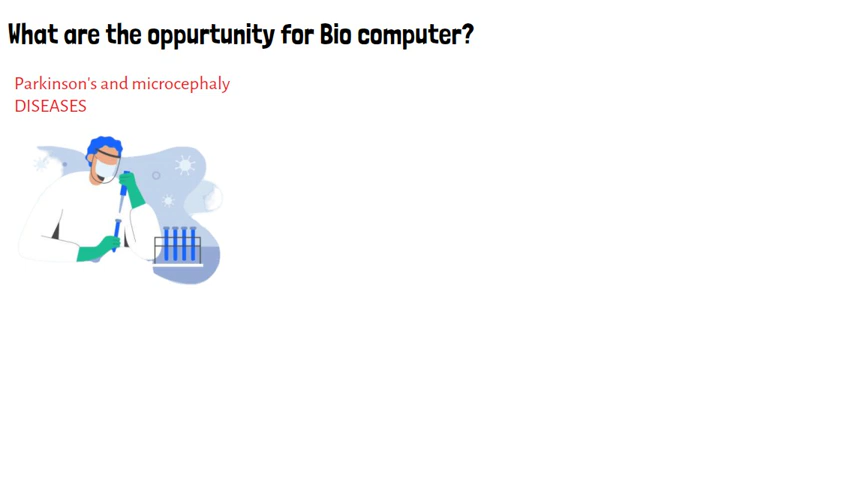 What are the oppurtunity for Bio computer?
Parkinson's and microcephaly
DISEASES